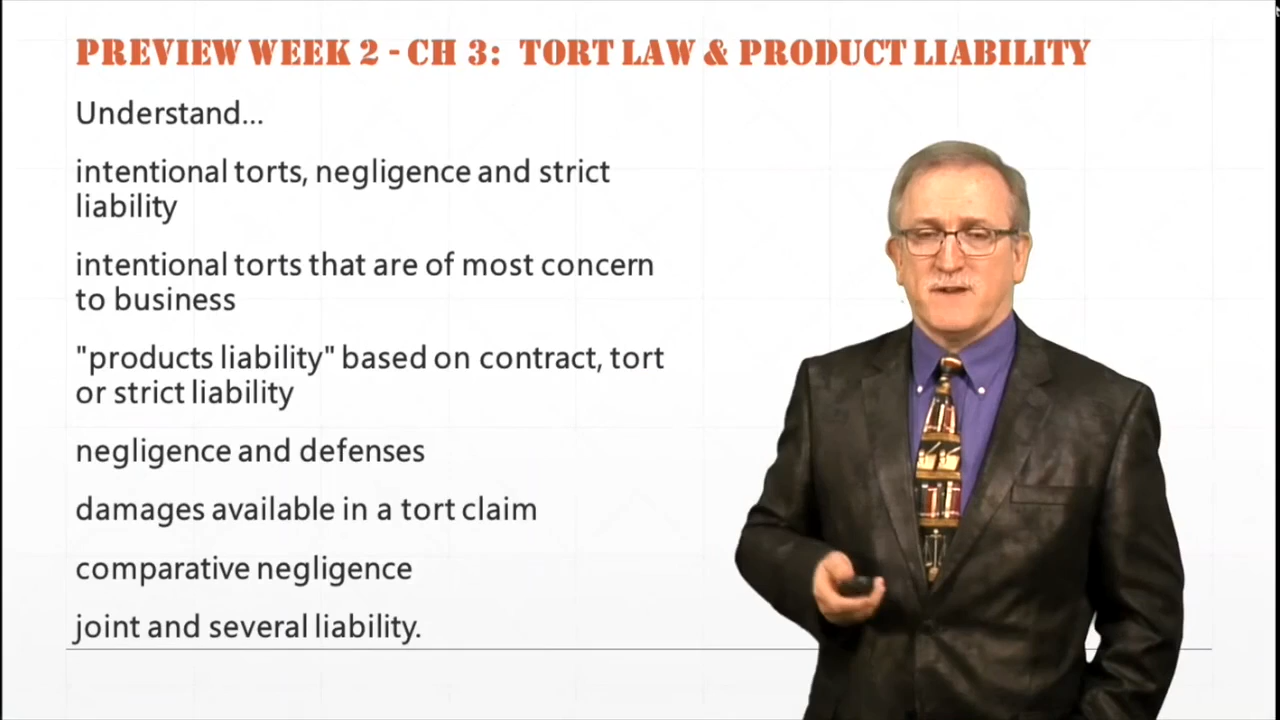 PREVIEW WEEK 2 - CH 3: TORT LAW & PRODUCT LIABILITY
Understand...
intentional torts, negligence and strict
liability
intentional torts that are of most concern
to business
"products liability" based on contract, tort
or strict liability
negligence and defenses
damages available in a tort claim
comparative negligence
joint and several liability.